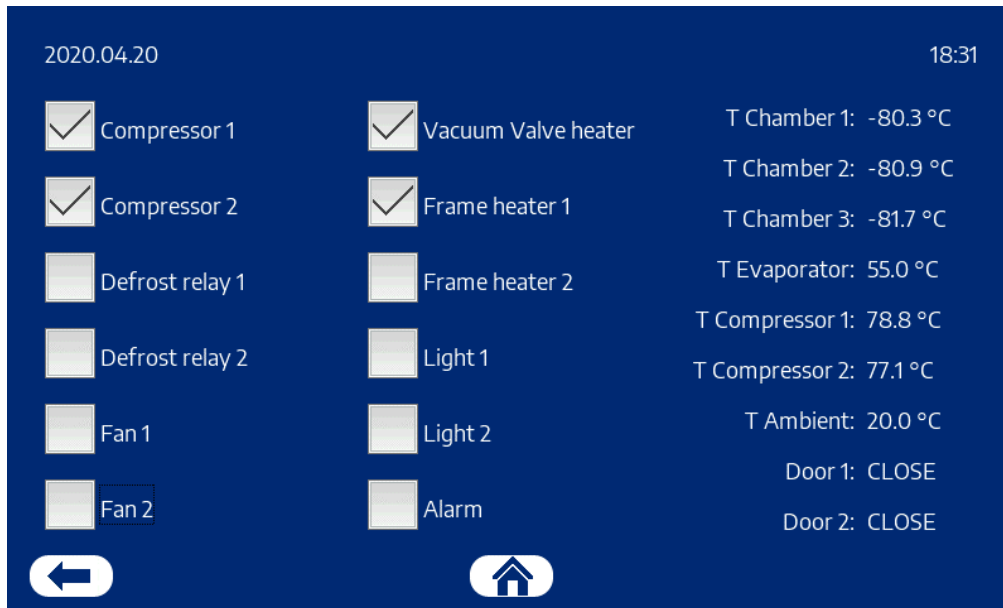 2020.04.20
18:31
Compressor 1
Compressor 2
Defrost relay 1
Defrost relay 2
Fan 1
Fan 2
Vacuum Valve heater
Frame heater 1
Frame heater 2
Light 1
Light 2
Alarm
T Chamber 1: -80.3 °C
T Chamber 2: -80.9 °C
T Chamber 3: -81.7 °C
T Evaporator: 55.0 °C
T Compressor 1: 78.8 °C
T Compressor 2: 77.1 °C
T Ambient: 20.0 °C
Door 1: CLOSE
Door 2: CLOSE